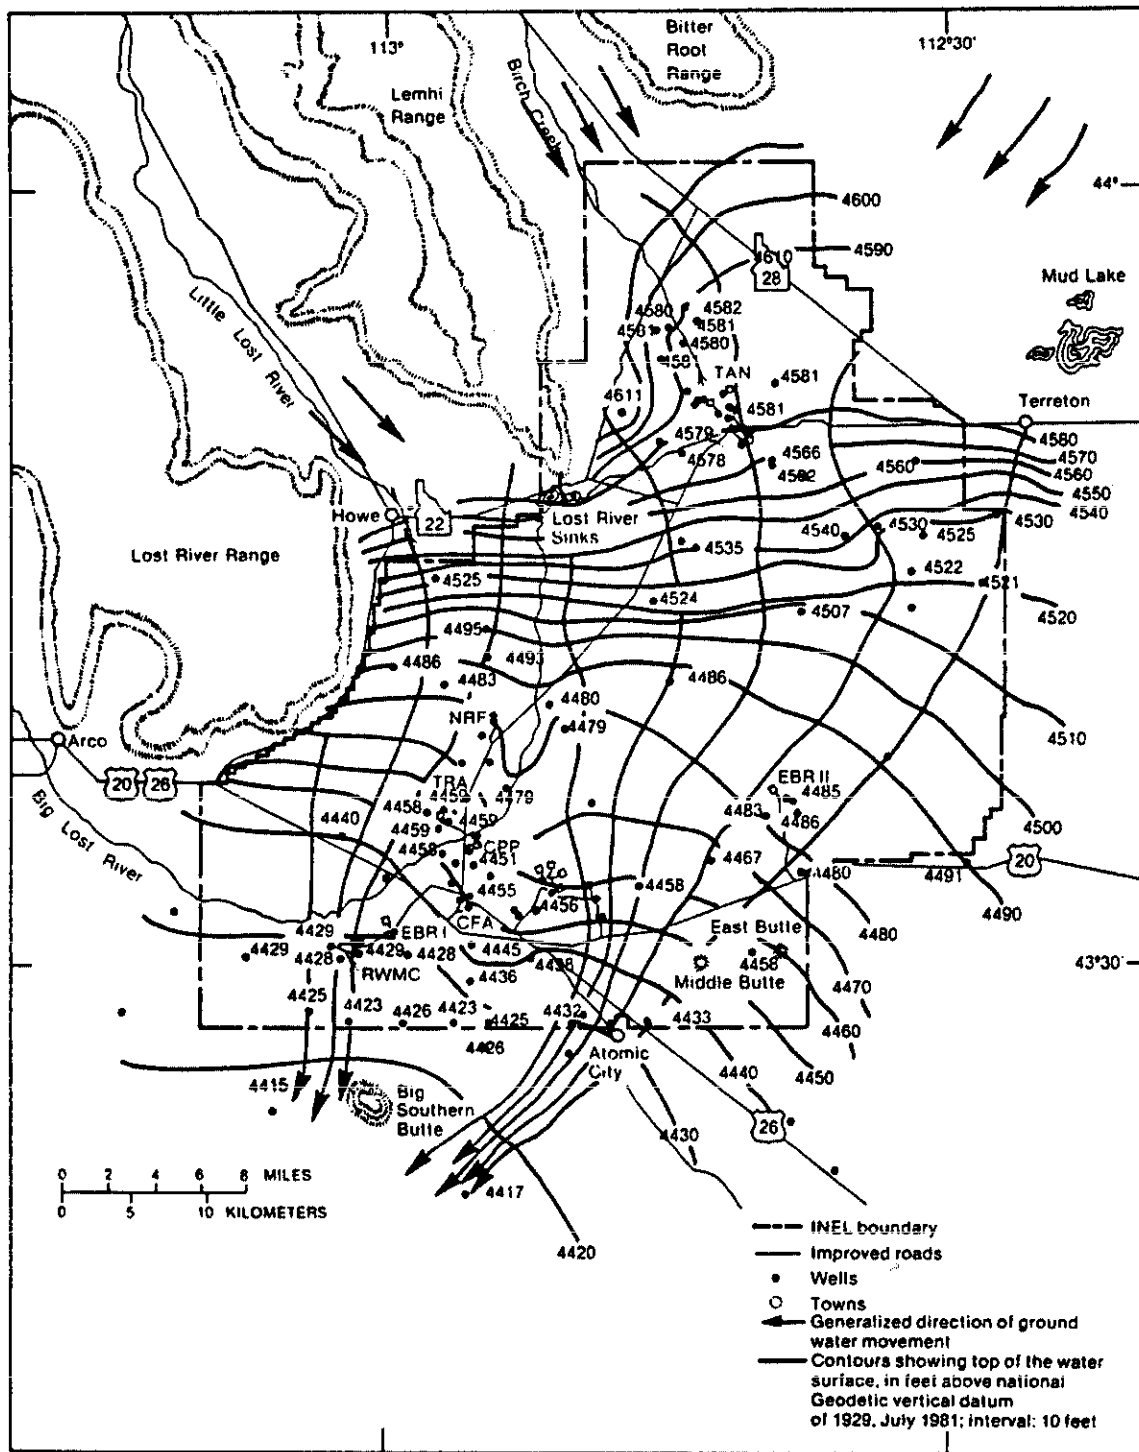 113°
Bitter
Root
Range
112°30'
Lemhi
Range
Birch Creek
44°
4600
4590
4610
28
Mud Lake
Little Lost
River
4580
4582
4581
4581
4580
458
TAN
4581
4611
4581
Terreton
4579
4578
4566
4560
4580
4570
4560
4550
4540
Howe
22
Lost River
Sinks
4540
4530
4525
4530
Lost River Range
4535
4525
4522
4521
4524
4507
4520
4495
4493
4486
4483
4486
4480
NRF
4479
4510
Arco
20
26
TRA
EBR II
4485
4479
4458
4459
4483
4486
4440
4459
4459
4500
Big Lost
River
4458
CPP
4451
4467
20
4480
4491
4455
4458
4456
4490
4429
CFA
EBR I
East Butte
4480
4429
4429
4445
4428
4428
4438
4458
RWMC
4436
Middle Butte
43°30'
4470
4425
4423
4426
4423
4425
4432
4433
4460
4426
Atomic
City
4440
4450
4415
Big
Southern
Butte
26
4430
0 2 4 6 8 MILES
0 5 10 KILOMETERS
4417
4420
INEL boundary
Improved roads
Wells
Towns
Generalized direction of ground
water movement
Contours showing top of the water
surface, in feet above national
Geodetic vertical datum
of 1929, July 1981; interval: 10 feet